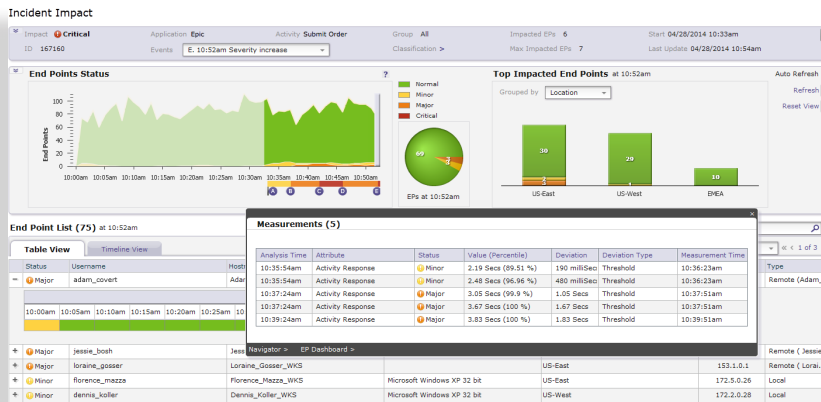 Incident Impact
Impact Critical Application Epic Activity Submit Order Group All Impacted EPs 6 Start 04/28/2014 10:33am
ID 167160 Events E. 10:52am Severity increase Classification > Max Impacted EPs 7 Last Update 04/28/2014 10:54am
End Points Status ?
Normal
Minor
Major
Critical
End Points
100
80
60
40
20
0
10:00am 10:05am 10:10am 10:15am 10:20am 10:25am 10:30am 10:35am 10:40am 10:45am 10:50am
A B C D E
69
EPs at 10:52am
Top Impacted End Points at 10:52am
Grouped by Location
Auto Refresh
Refresh
Reset View
30
29
10
US-East US-West EMEA
End Point List (75) at 10:52am
Table View Timeline View
1 of 3
Status Username Type
Major adam_covert Remote (Adam_
10:00am 10:05am 10:10am 10:15am 10:20am 10:25am 10
Measurements (5)
Analysis Time Attribute Status Value (Percentile) Deviation Deviation Type Measurement Time
10:35:54am Activity Response Minor 2.19 Secs (89.51 %) 190 milliSec Threshold 10:36:23am
10:35:54am Activity Response Minor 2.48 Secs (96.96 %) 480 milliSec Threshold 10:36:23am
10:37:24am Activity Response Major 3.05 Secs (99.9 %) 1.05 Secs Threshold 10:37:51am
10:37:24am Activity Response Major 3.67 Secs (100 %) 1.67 Secs Threshold 10:37:51am
10:39:24am Activity Response Major 3.83 Secs (100 %) 1.83 Secs Threshold 10:39:51am
Navigator > EP Dashboard >
Major jessie_bosh Jess Remote ( Jessie
Major loraine_gosser Loraine_Gosser_WKS US-East 153.1.0.1 Remote ( Lorai..
Minor florence_mazza Florence_Mazza_WKS Microsoft Windows XP 32 bit US-East 172.5.0.26 Local
Minor dennis_koller Dennis_Koller_WKS Microsoft Windows XP 32 bit US-West 172.2.0.28 Local